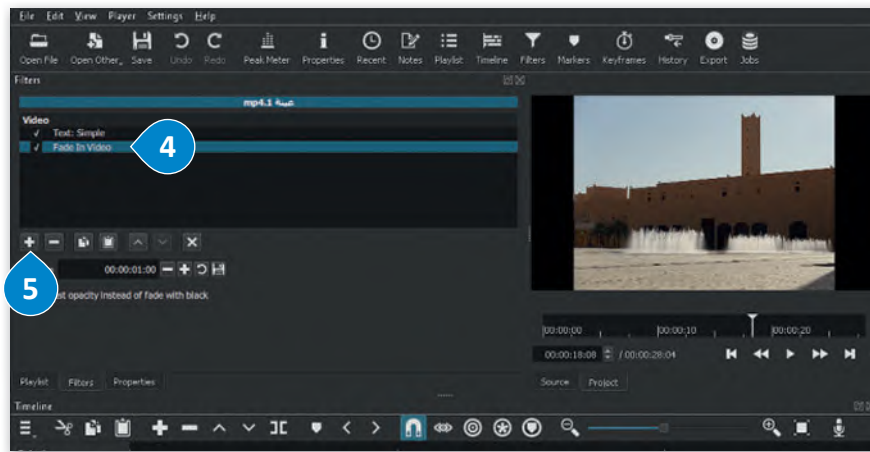 File Edit View Player Settings Help
Open File Open Other_ Save Undo Redo Peak Meter Properties Recent Notes Playlist Timeline Filters Markers Keyframes History Export Jobs
Filters
عينة mp4.1
Video
✓ Text: Simple
✓ Fade In Video
4
5
00:00:01:00
opacity instead of fade with black
00:00:00 00:00:10 00:00:20
00:00:18:08 / 00:00:28:04
Playlist Filters Properties
Source Project
Timeline